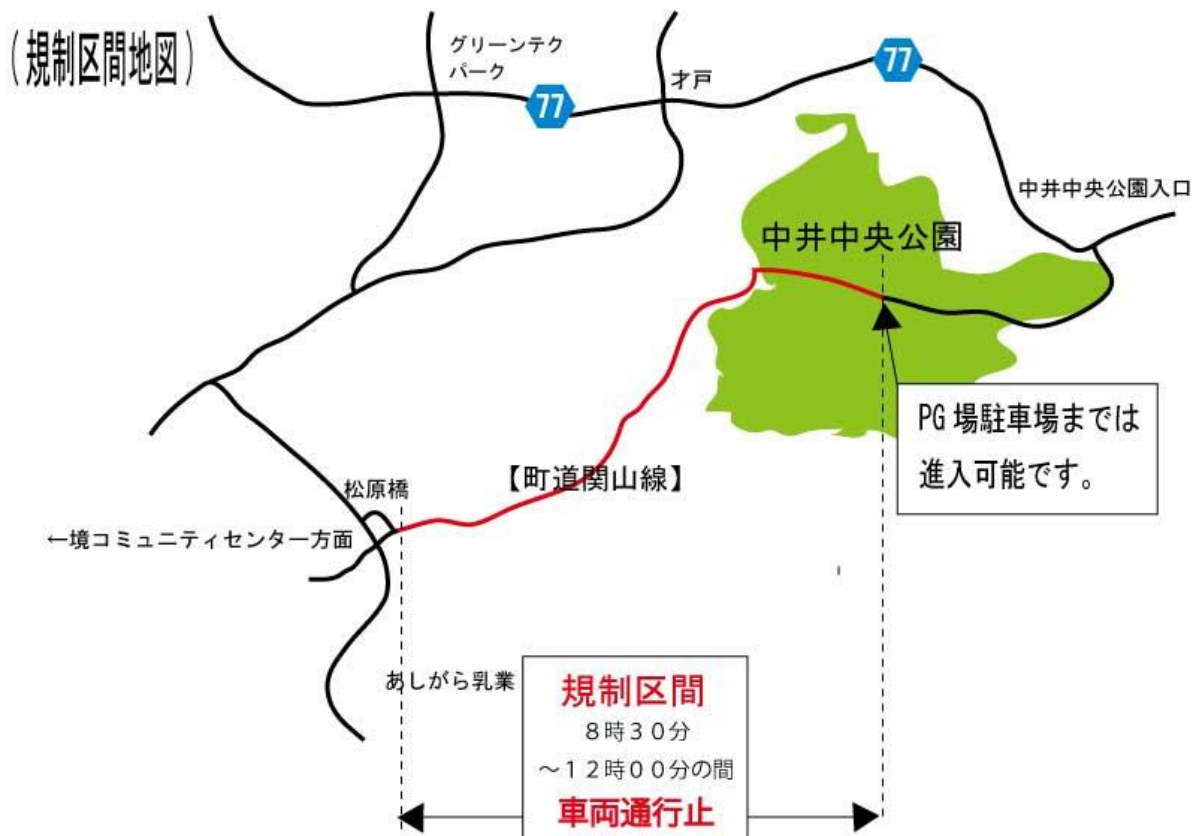 （規制区間地図）
グリーンテク
パーク
77
才戸
77
中井中央公園入口
中井中央公園
PG場駐車場までは
進入可能です。
【町道関山線】
松原橋
←境コミュニティセンター方面
あしがら乳業
規制区間
８時３０分
～１２時００分の間
車両通行止